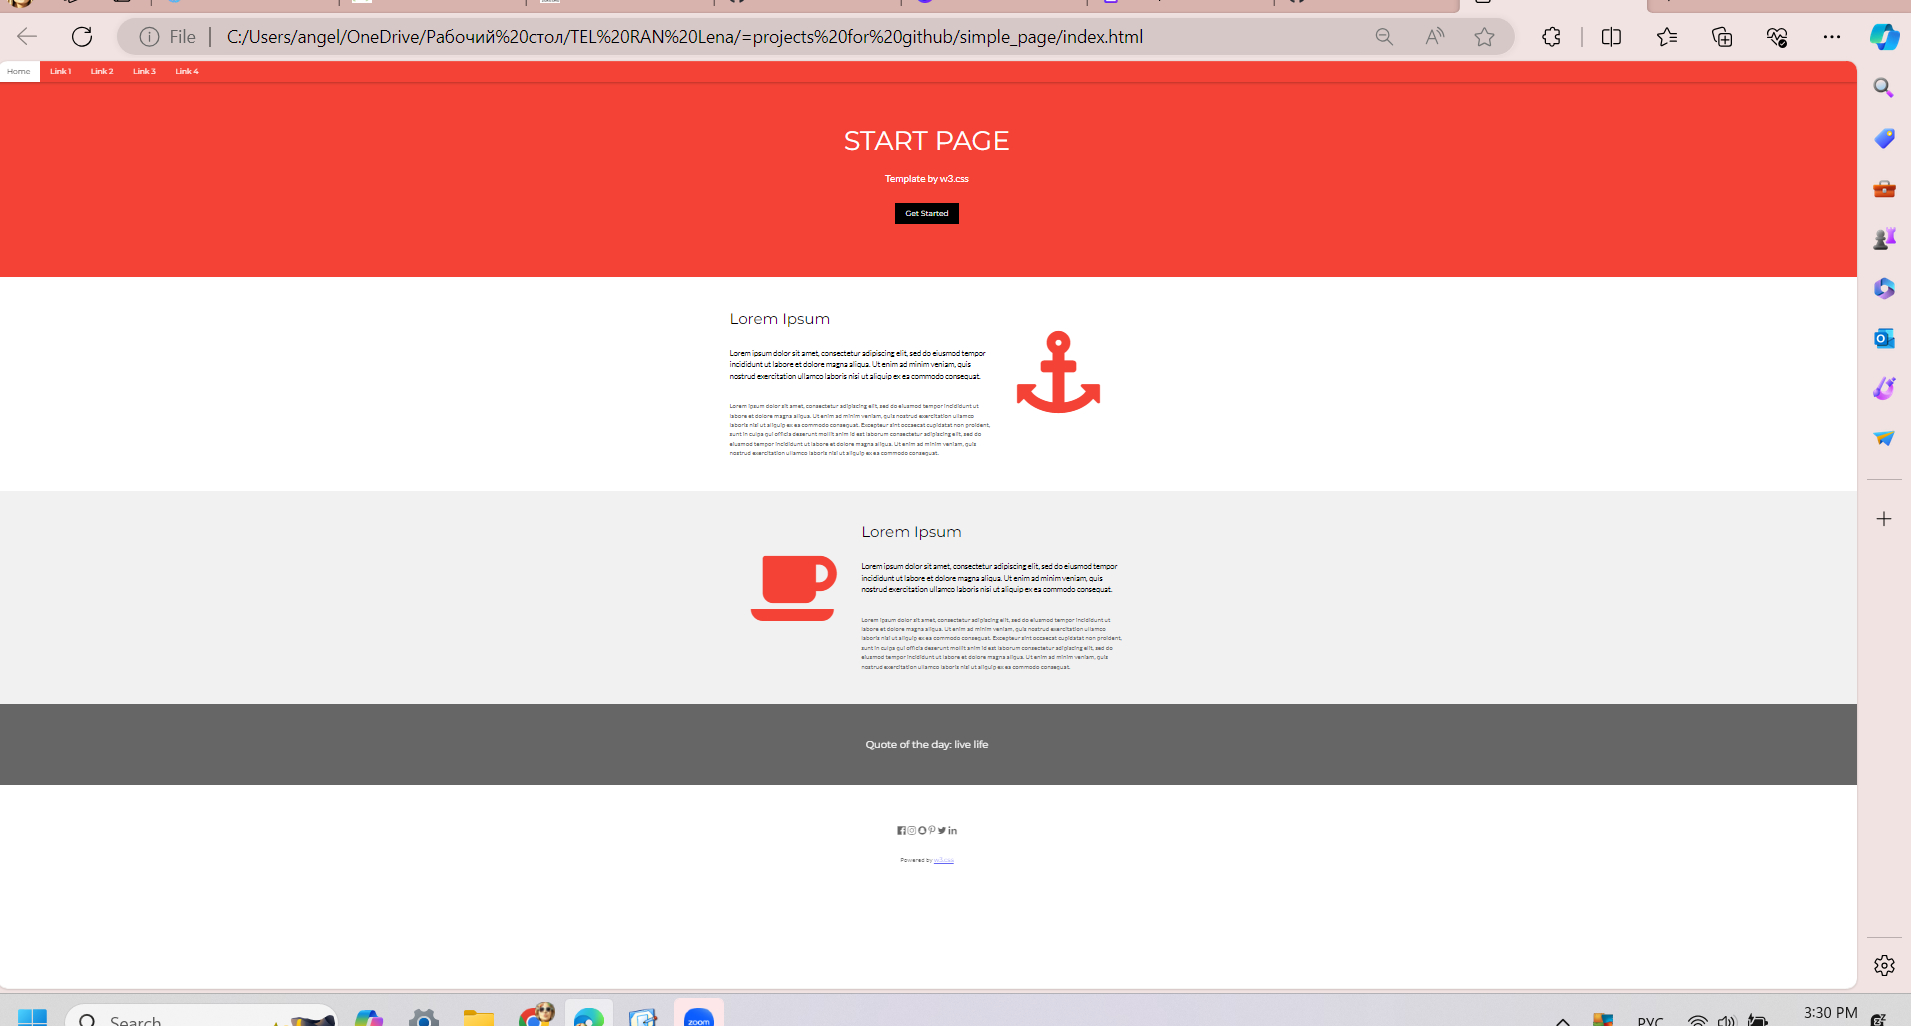 File
C:/Users/angel/OneDrive/Рабочий%20стол/TEL%20RAN%20Lena/=projects%20for%20github/simple_page/index.html
Home Link 1 Link 2 Link 3 Link 4
START PAGE
Template by w3.css
Get Started
Lorem Ipsum
Lorem ipsum dolor sit amet, consectetur adipiscing elit, sed do eiusmod tempor
incididunt ut labore et dolore magna aliqua. Ut enim ad minim veniam, quis
nostrud exercitation ullamco laboris nisi ut aliquip ex ea commodo consequat.
Lorem ipsum dolor sit amet, consectetur adipiscing elit, sed do eiusmod tempor incididunt ut
labore et dolore magna aliqua. Ut enim ad minim veniam, quis nostrud exercitation ullamco
laboris nisi ut aliquip ex ea commodo consequat. Excepteur sint occaecat cupidatat non proident,
sunt in culpa qui officia deserunt mollit anim id est laborum consectetur adipiscing elit, sed do
eiusmod tempor incididunt ut labore et dolore magna aliqua. Ut enim ad minim veniam, quis
nostrud exercitation ullamco laboris nisi ut aliquip ex ea commodo consequat.
Lorem Ipsum
Lorem ipsum dolor sit amet, consectetur adipiscing elit, sed do eiusmod tempor
incididunt ut labore et dolore magna aliqua. Ut enim ad minim veniam, quis
nostrud exercitation ullamco laboris nisi ut aliquip ex ea commodo consequat.
Lorem ipsum dolor sit amet, consectetur adipiscing elit, sed do eiusmod tempor incididunt ut
labore et dolore magna aliqua. Ut enim ad minim veniam, quis nostrud exercitation ullamco
laboris nisi ut aliquip ex ea commodo consequat. Excepteur sint occaecat cupidatat non proident,
sunt in culpa qui officia deserunt mollit anim id est laborum consectetur adipiscing elit, sed do
eiusmod tempor incididunt ut labore et dolore magna aliqua. Ut enim ad minim veniam, quis
nostrud exercitation ullamco laboris nisi ut aliquip ex ea commodo consequat.
Quote of the day: live life
Powered by w3.css
Search
zoom
РУС
3:30 PM